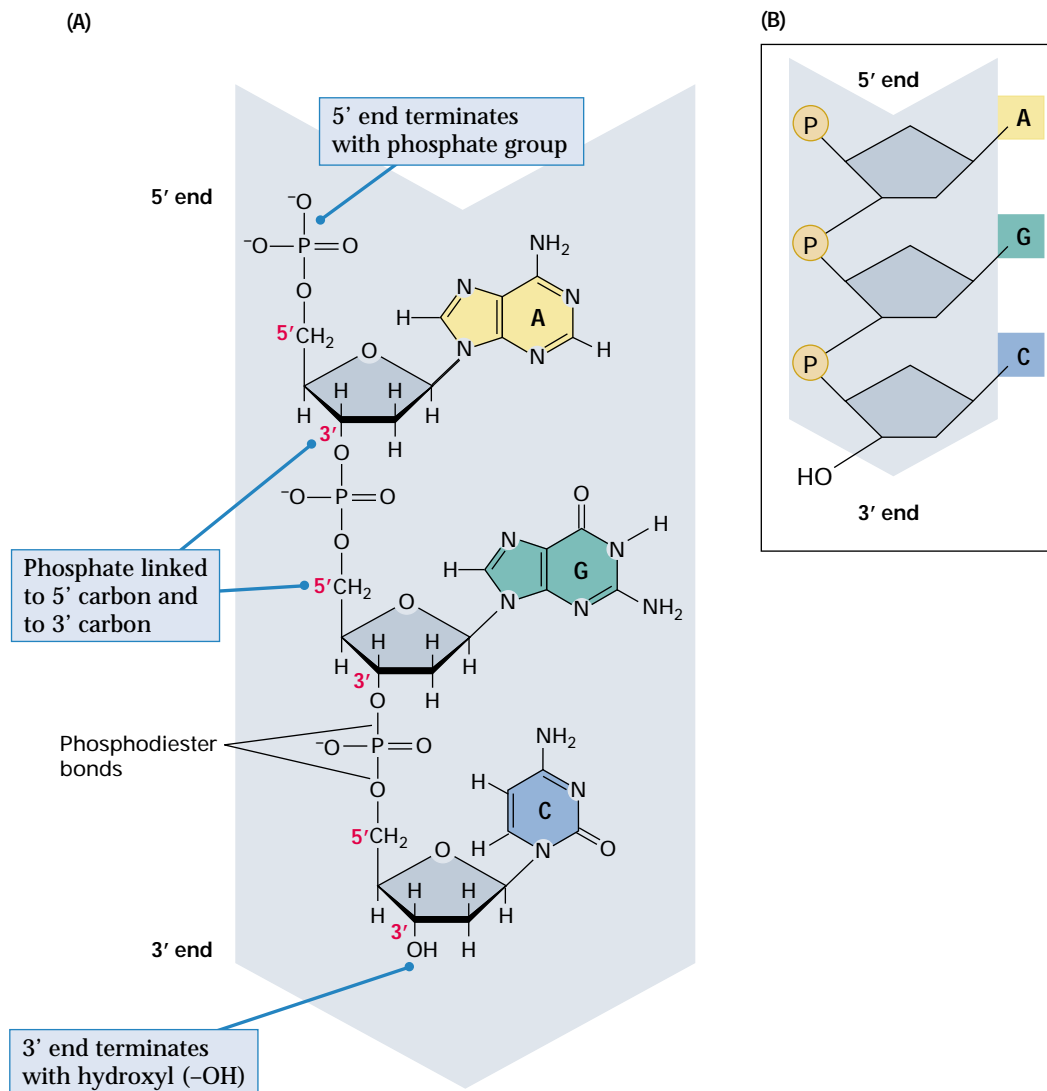 (A)
5′ end terminates
with phosphate group
5′ end
⁻O
⁻O—P=O
O
5′CH₂
NH₂
N
N
A
H
N
N
H
O
H
H
H
H
H
3′
O
⁻O—P=O
O
Phosphate linked
to 5′ carbon and
to 3′ carbon
5′CH₂
O
N
N
H
H
G
N
N
NH₂
O
H
H
H
H
H
3′
O
Phosphodiester
bonds
⁻O—P=O
O
5′CH₂
NH₂
H
N
C
H
N
O
O
H
H
H
H
H
3′
OH
3′ end
3’ end terminates
with hydroxyl (–OH)
(B)
5′ end
P
A
P
G
P
C
HO
3′ end